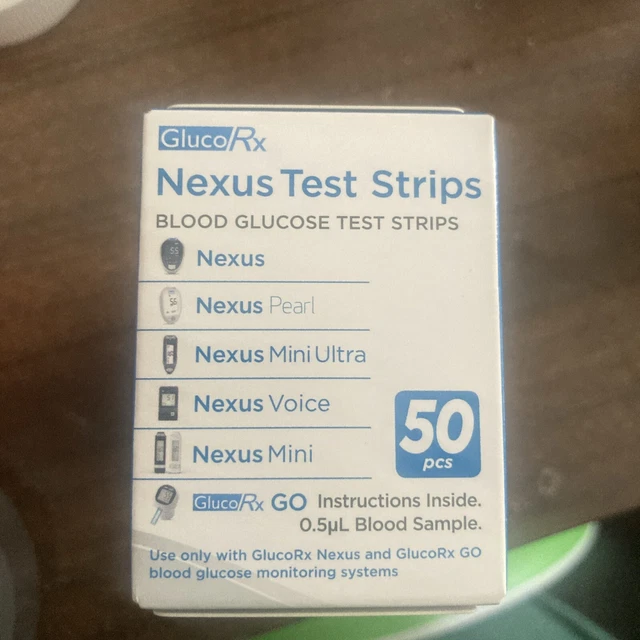 GlucoRx
Nexus Test Strips
BLOOD GLUCOSE TEST STRIPS
Nexus
Nexus Pearl
Nexus Mini Ultra
Nexus Voice
Nexus Mini
50
pcs
GlucoRx GO Instructions Inside.
0.5µL Blood Sample.
Use only with GlucoRx Nexus and GlucoRx GO
blood glucose monitoring systems